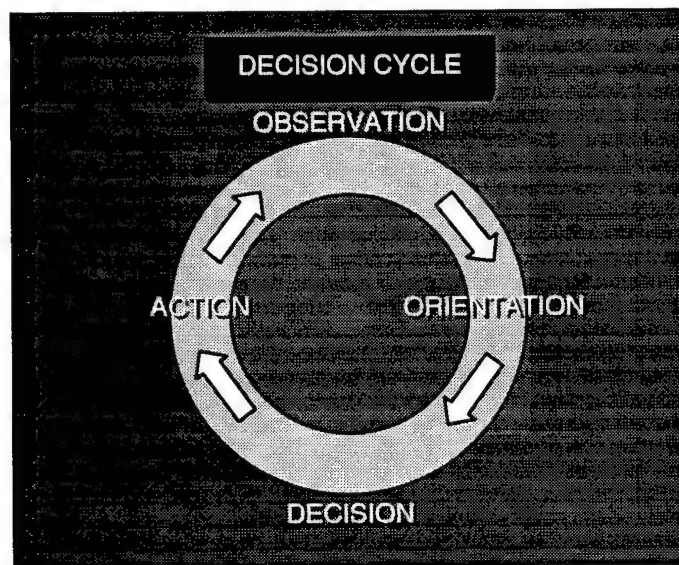 DECISION CYCLE
OBSERVATION
ACTION
ORIENTATION
DECISION